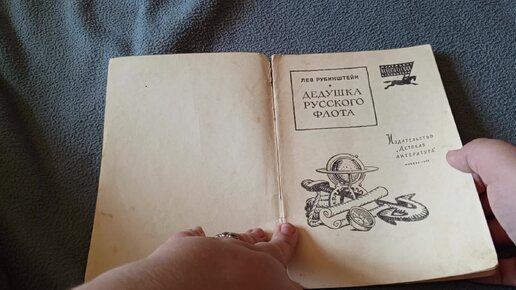 ЛЕВ РУБИНШТЕЙН
ДЕДУШКА
РУССКОГО
ФЛОТА
Издательство
„Детская
литература“